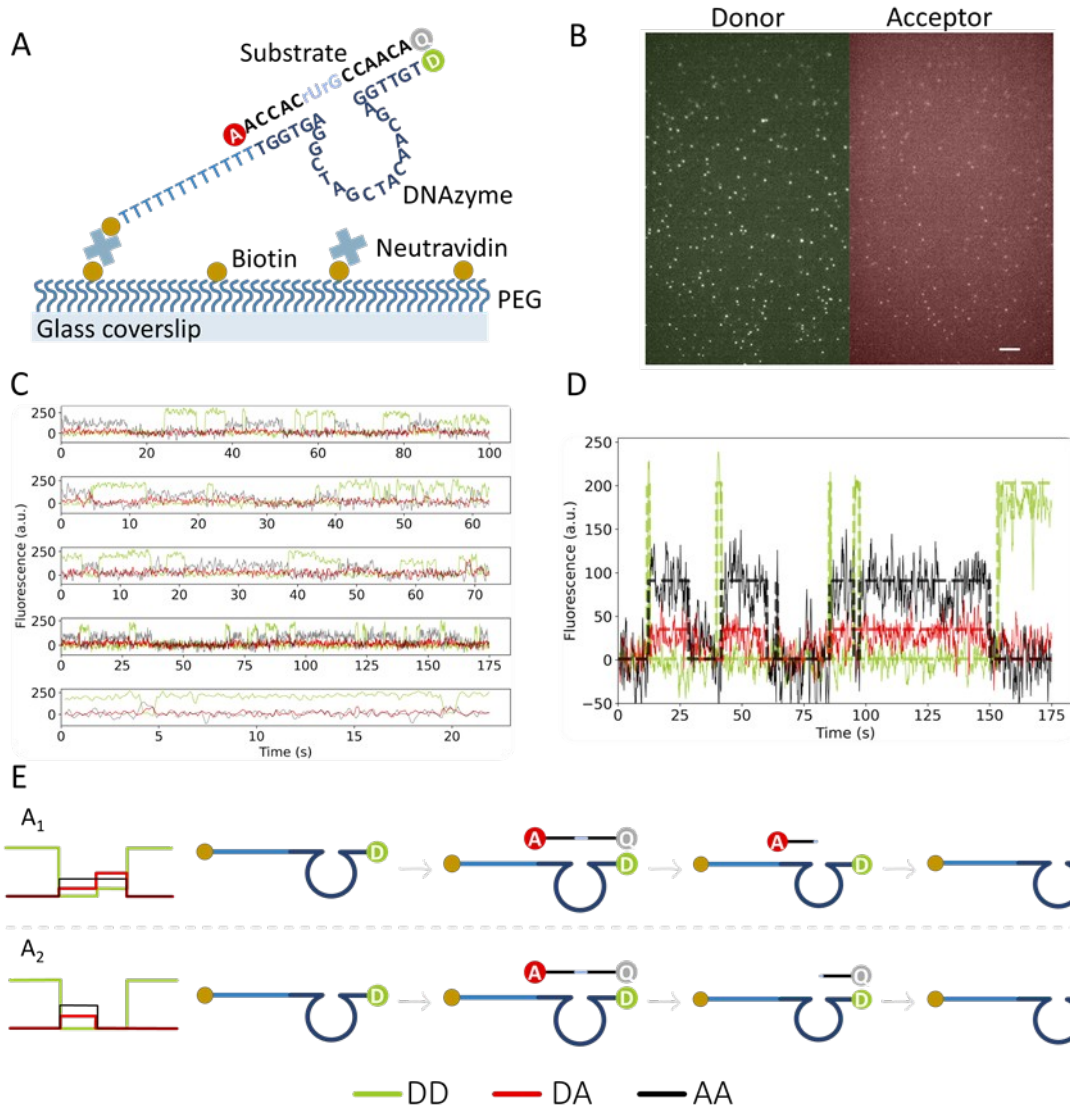 A
Substrate
A ACCACrUrGCCAACA Q
TTTTTTTTTTTTTGGTGAGGCTAGCTACAACGAGGTTGT D
DNAzyme
Biotin
Neutravidin
PEG
Glass coverslip
B
Donor
Acceptor
C
Fluorescence (a.u.)
250
0
0 20 40 60 80 100
250
0
0 10 20 30 40 50 60
250
0
0 10 20 30 40 50 60 70
250
0
0 25 50 75 100 125 150 175
250
0
0 5 10 15 20
Time (s)
D
Fluorescence (a.u.)
250
200
150
100
50
0
−50
0 25 50 75 100 125 150 175
Time (s)
E
A1
D
A Q
D
A
D
A2
D
A Q
D
Q
D
DD DA AA